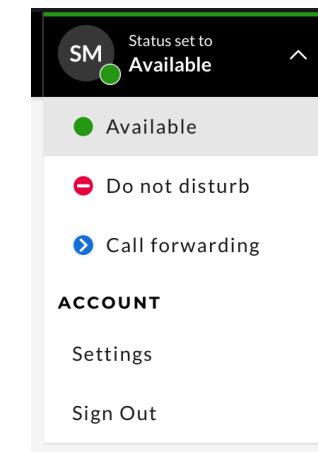 SM
Status set to
Available
Available
Do not disturb
Call forwarding
ACCOUNT
Settings
Sign Out